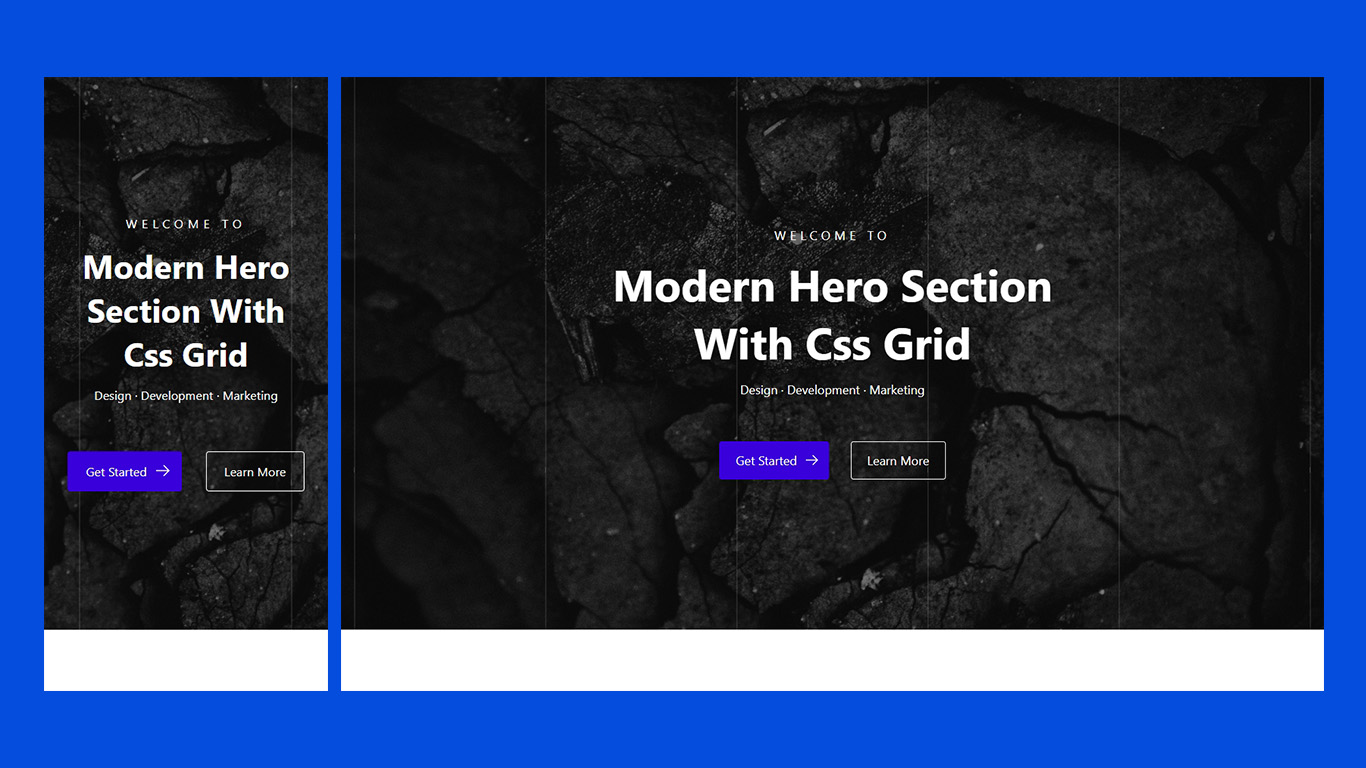 WELCOME TO
Modern Hero
Section With
Css Grid
Design · Development · Marketing
Get Started
Learn More
WELCOME TO
Modern Hero Section
With Css Grid
Design · Development · Marketing
Get Started
Learn More